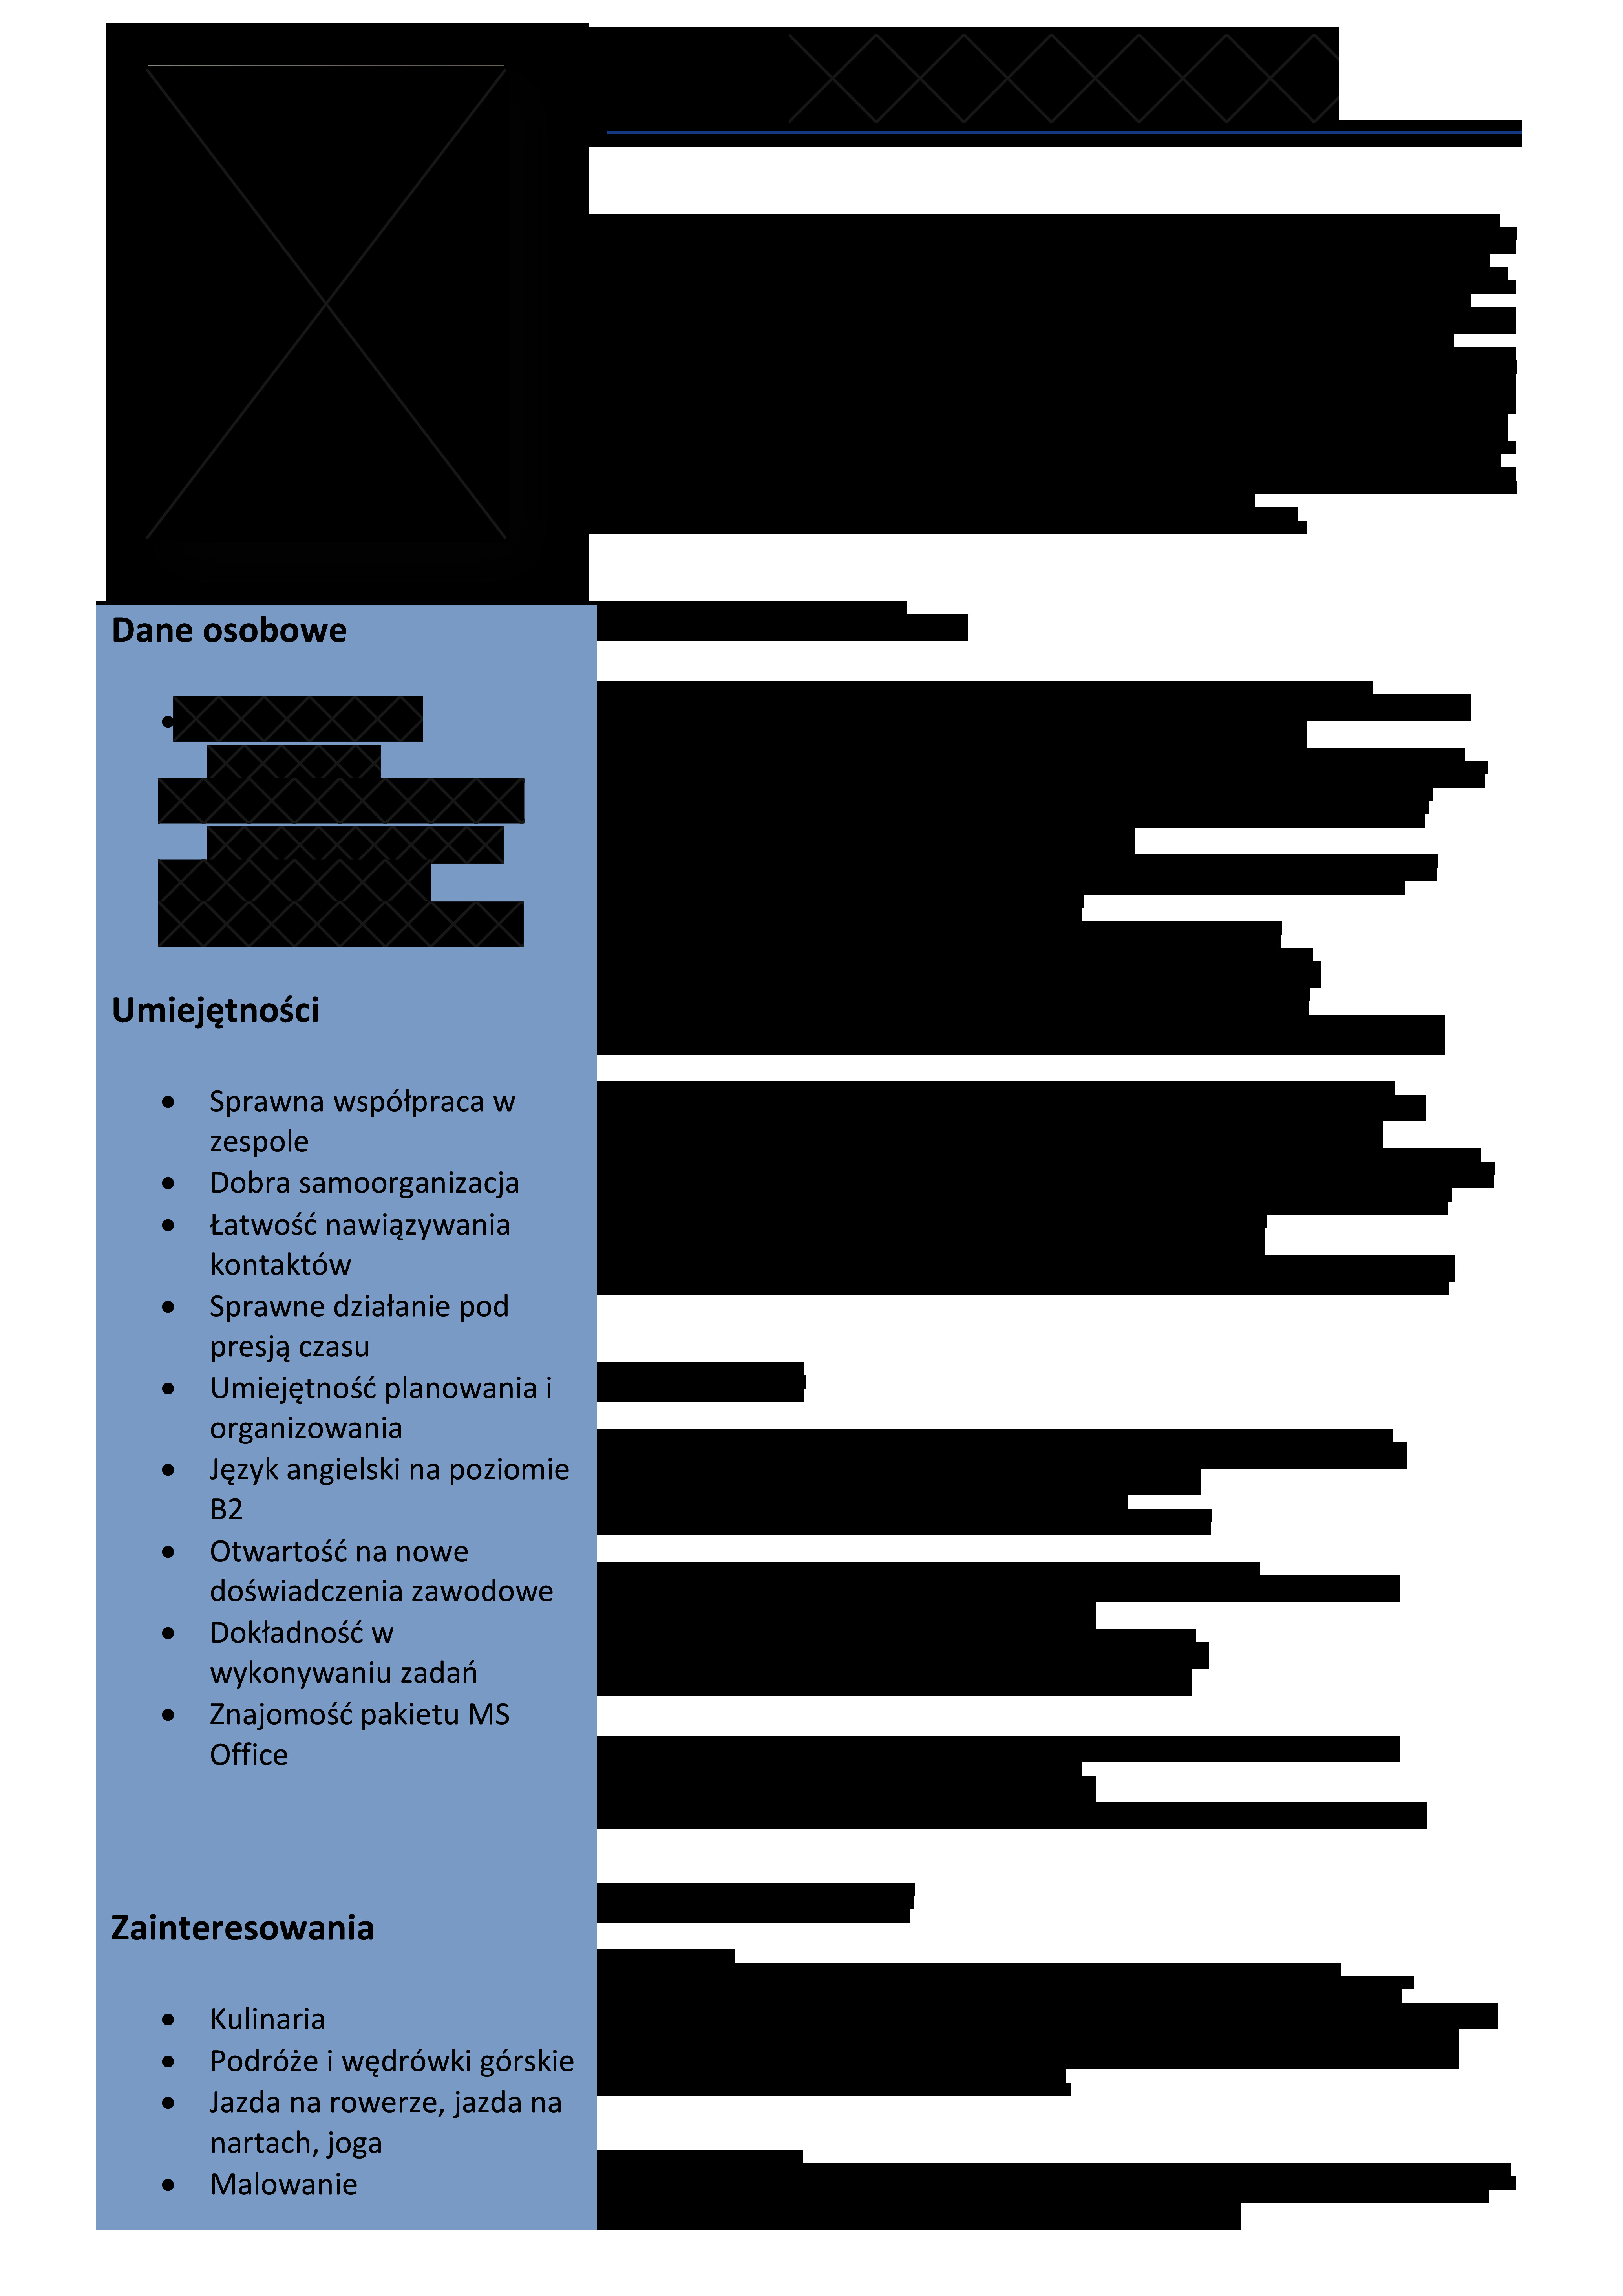 Dane osobowe
Umiejętności
• Sprawna współpraca w
zespole
• Dobra samoorganizacja
• Łatwość nawiązywania
kontaktów
• Sprawne działanie pod
presją czasu
• Umiejętność planowania i
organizowania
• Język angielski na poziomie
B2
• Otwartość na nowe
doświadczenia zawodowe
• Dokładność w
wykonywaniu zadań
• Znajomość pakietu MS
Office
Zainteresowania
• Kulinaria
• Podróże i wędrówki górskie
• Jazda na rowerze, jazda na
nartach, joga
• Malowanie